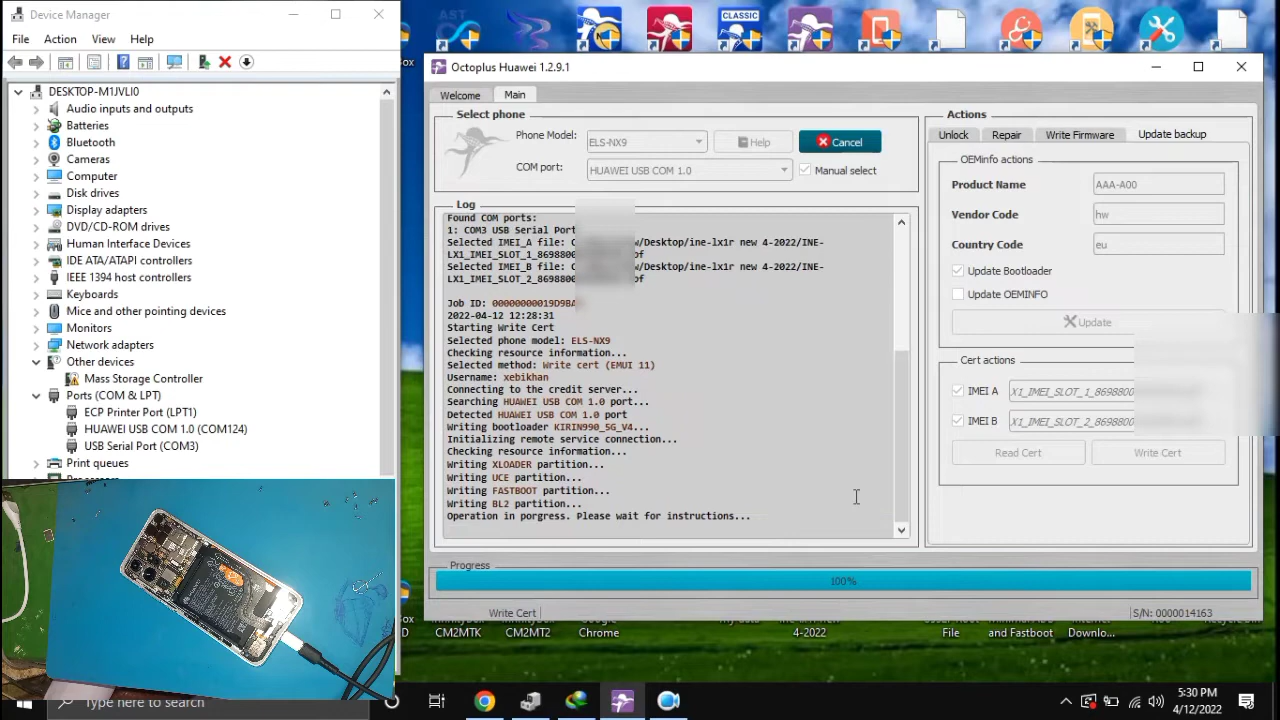 Device Manager
File Action View Help
DESKTOP-M1JVLI0
Audio inputs and outputs
Batteries
Bluetooth
Cameras
Computer
Disk drives
Display adapters
DVD/CD-ROM drives
Human Interface Devices
IDE ATA/ATAPI controllers
IEEE 1394 host controllers
Keyboards
Mice and other pointing devices
Monitors
Network adapters
Other devices
Mass Storage Controller
Ports (COM & LPT)
ECP Printer Port (LPT1)
HUAWEI USB COM 1.0 (COM124)
USB Serial Port (COM3)
Print queues
AST
CLASSIC
Octoplus Huawei 1.2.9.1
Welcome Main
Select phone
Phone Model: ELS-NX9 Help Cancel
COM port: HUAWEI USB COM 1.0 Manual select
Log
Found COM ports:
1: COM3 USB Serial Port
Selected IMEI_A file: w/Desktop/ine-lx1r new 4-2022/INE-
LX1_IMEI_SLOT_1_8698800
Selected IMEI_B file: w/Desktop/ine-lx1r new 4-2022/INE-
LX1_IMEI_SLOT_2_8698800
Job ID: 00000000019D9BA
2022-04-12 12:28:31
Starting Write Cert
Selected phone model: ELS-NX9
Checking resource information...
Selected method: Write cert (EMUI 11)
Username: xebikhan
Connecting to the credit server...
Searching HUAWEI USB COM 1.0 port...
Detected HUAWEI USB COM 1.0 port
Writing bootloader KIRIN990_5G_V4...
Initializing remote service connection...
Checking resource information...
Writing XLOADER partition...
Writing UCE partition...
Writing FASTBOOT partition...
Writing BL2 partition...
Operation in porgress. Please wait for instructions...
Actions
Unlock Repair Write Firmware Update backup
OEMinfo actions
Product Name AAA-A00
Vendor Code hw
Country Code eu
Update Bootloader
Update OEMINFO
Update
Cert actions
IMEI A X1_IMEI_SLOT_1_8698800
IMEI B X1_IMEI_SLOT_2_8698800
Read Cert Write Cert
Progress
100%
Write Cert S/N: 0000014163
CM2MTK CM2MT2 Chrome 4-2022 File and Fastboot Downlo...
Type here to search
5:30 PM
4/12/2022